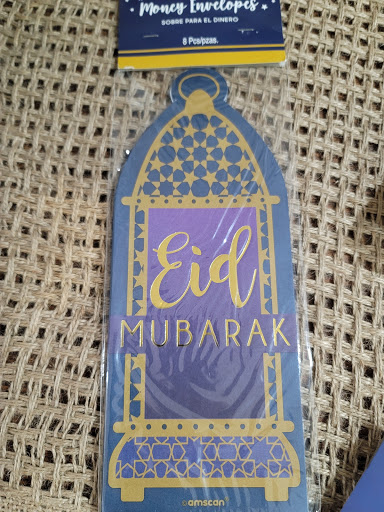 Money Envelopes
SOBRE PARA EL DINERO
8 Pcs/pzas.
Eid
MUBARAK
amscan